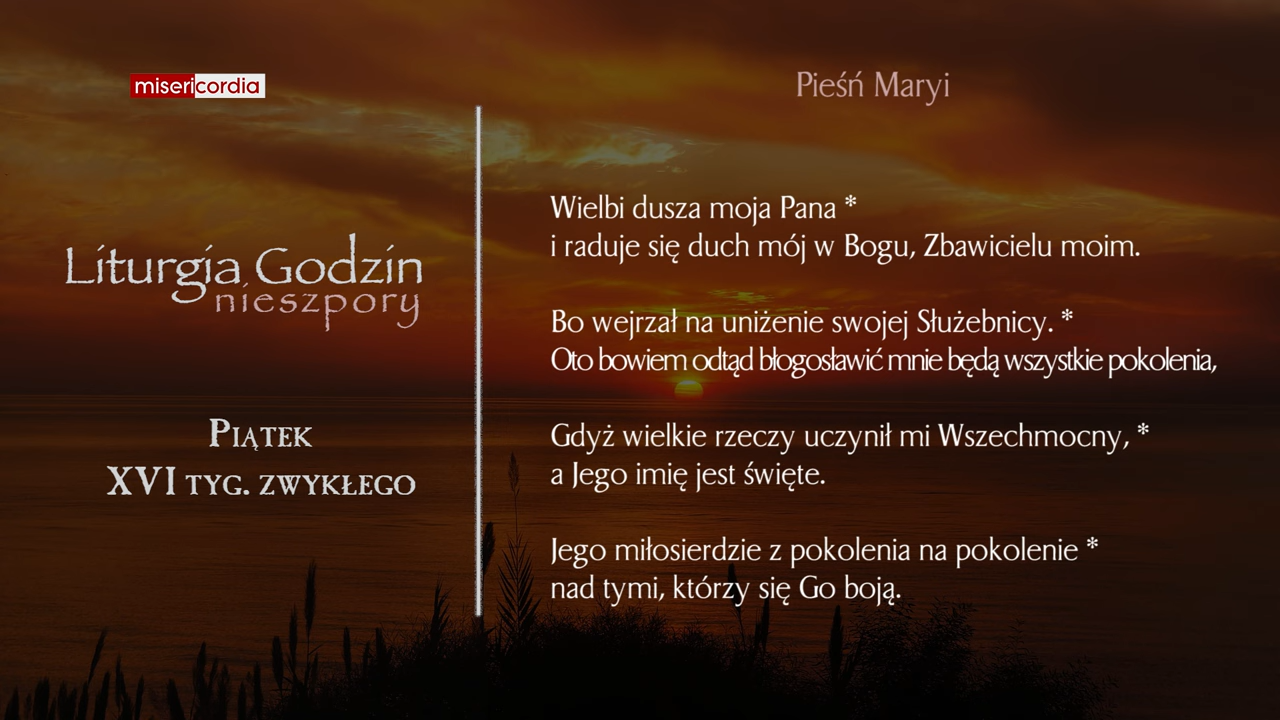 misericordia
Liturgia Godzin
nieszpory
Piątek
XVI tyg. zwykłego
Pieśń Maryi
Wielbi dusza moja Pana *
i raduje się duch mój w Bogu, Zbawicielu moim.
Bo wejrzał na uniżenie swojej Służebnicy. *
Oto bowiem odtąd błogosławić mnie będą wszystkie pokolenia,
Gdyż wielkie rzeczy uczynił mi Wszechmocny, *
a Jego imię jest święte.
Jego miłosierdzie z pokolenia na pokolenie *
nad tymi, którzy się Go boją.